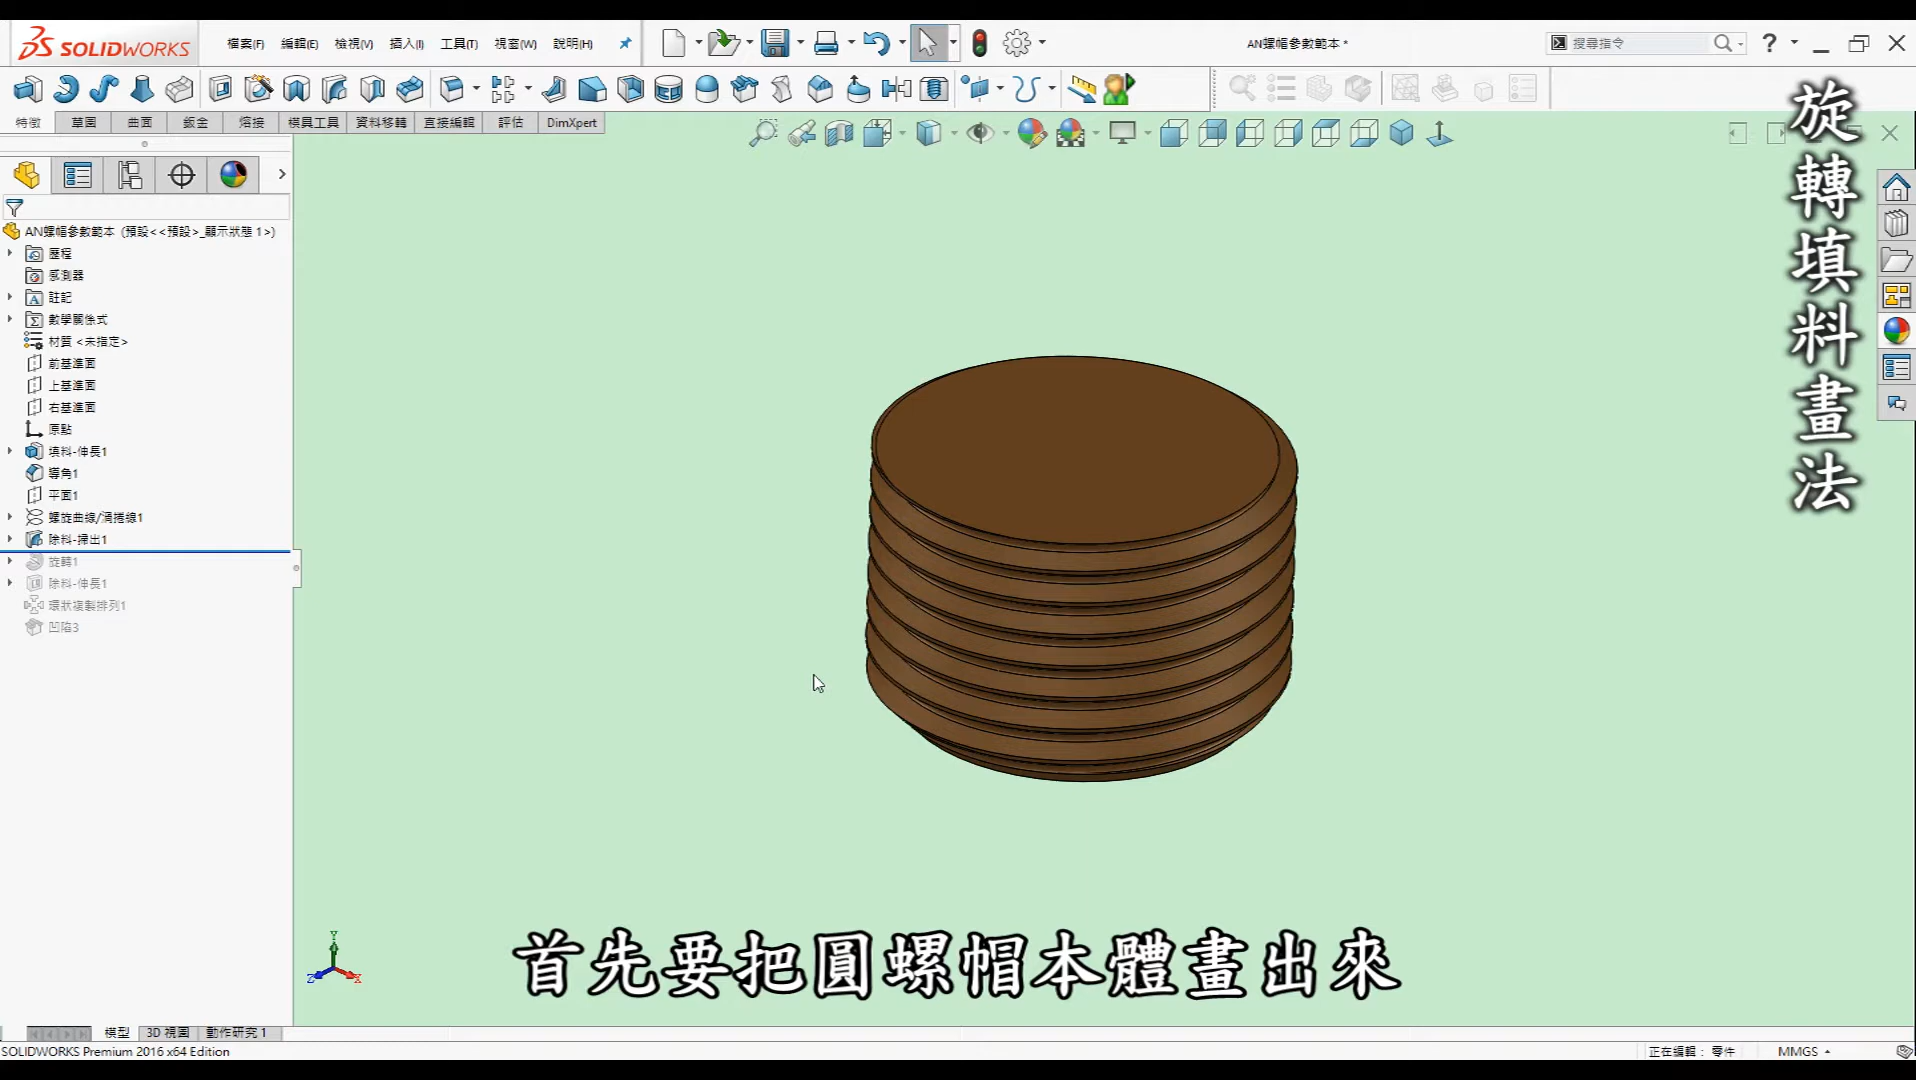 SOLIDWORKS
檔案(F) 編輯(E) 檢視(V) 插入(I) 工具(T) 視窗(W) 說明(H)
AN螺帽參數範本 *
搜尋指令
特徵 草圖 曲面 鈑金 熔接 模具工具 資料移轉 直接編輯 評估 DimXpert
旋轉填料畫法
AN螺帽參數範本 (預設<<預設>_顯示狀態 1>)
歷程
感測器
註記
數學關係式
材質 <未指定>
前基準面
上基準面
右基準面
原點
填料-伸長1
導角1
平面1
螺旋曲線/渦捲線1
除料-掃出1
旋轉1
除料-伸長1
環狀複製排列1
凹陷3
首先要把圓螺帽本體畫出來
模型 3D 視圖 動作研究 1
SOLIDWORKS Premium 2016 x64 Edition
正在編輯： 零件
MMGS